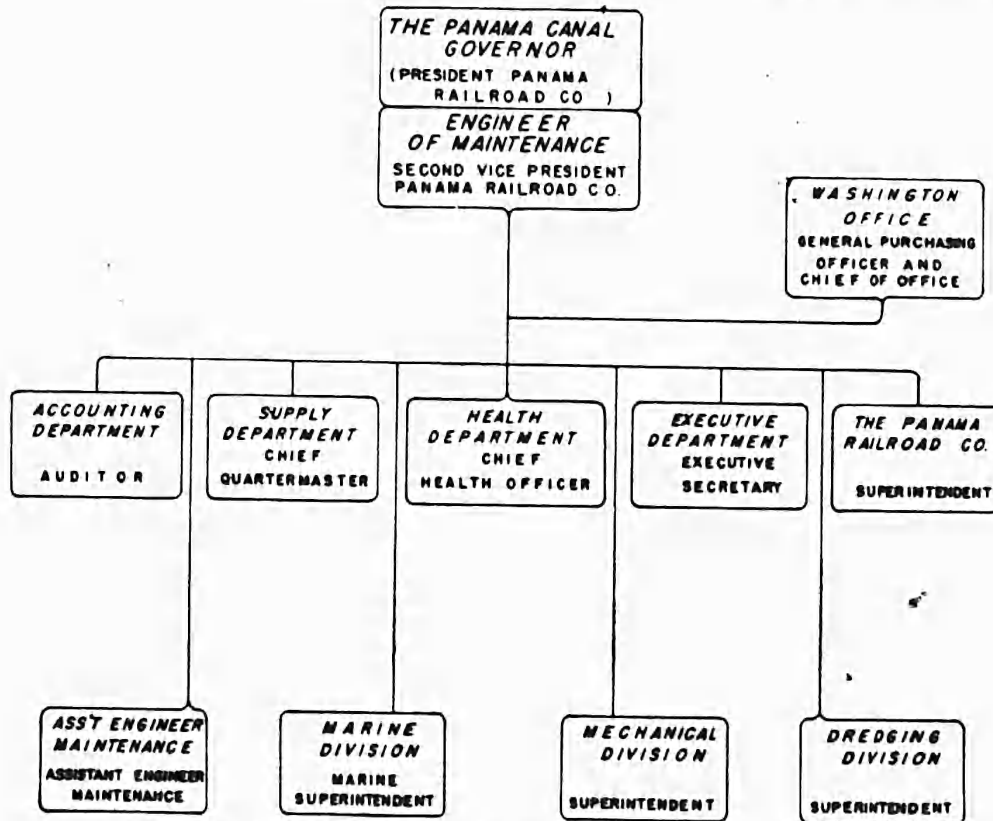 THE PANAMA CANAL
GOVERNOR
(PRESIDENT PANAMA
RAILROAD CO )
ENGINEER
OF MAINTENANCE
SECOND VICE PRESIDENT
PANAMA RAILROAD CO.
WASHINGTON
OFFICE
GENERAL PURCHASING
OFFICER AND
CHIEF OF OFFICE
ACCOUNTING
DEPARTMENT
AUDITOR
SUPPLY
DEPARTMENT
CHIEF
QUARTERMASTER
HEALTH
DEPARTMENT
CHIEF
HEALTH OFFICER
EXECUTIVE
DEPARTMENT
EXECUTIVE
SECRETARY
THE PANAMA
RAILROAD CO.
SUPERINTENDENT
ASS'T ENGINEER
MAINTENANCE
ASSISTANT ENGINEER
MAINTENANCE
MARINE
DIVISION
MARINE
SUPERINTENDENT
MECHANICAL
DIVISION
SUPERINTENDENT
DREDGING
DIVISION
SUPERINTENDENT